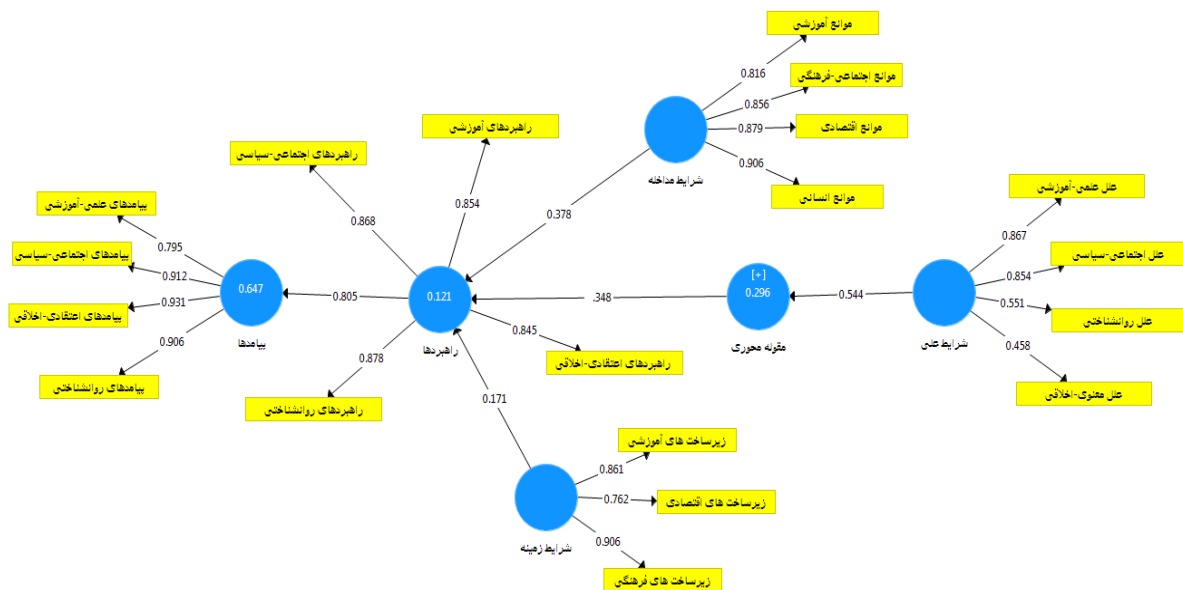 موانع آموزشی
0.816
موانع اجتماعی-فرهنگی
0.856
0.879
موانع اقتصادی
0.906
موانع انسانی
شرایط مداخله
علل علمی-آموزشی
0.867
علل اجتماعی-سیاسی
0.854
0.551
علل روانشناختی
0.458
علل معنوی-اخلاقی
شرایط علی
0.544
[+]
0.296
مقوله محوری
0.378
.348
راهبردهای آموزشی
0.854
راهبردهای اجتماعی-سیاسی
0.868
0.121
راهبردها
0.845
راهبردهای اعتقادی-اخلاقی
0.878
راهبردهای روانشناختی
0.171
زیرساخت های آموزشی
0.861
0.762
زیرساخت های اقتصادی
0.906
زیرساخت های فرهنگی
شرایط زمینه
0.805
0.647
پیامدها
پیامدهای علمی-آموزشی
0.795
پیامدهای اجتماعی-سیاسی
0.912
0.931
پیامدهای اعتقادی-اخلاقی
0.906
پیامدهای روانشناختی